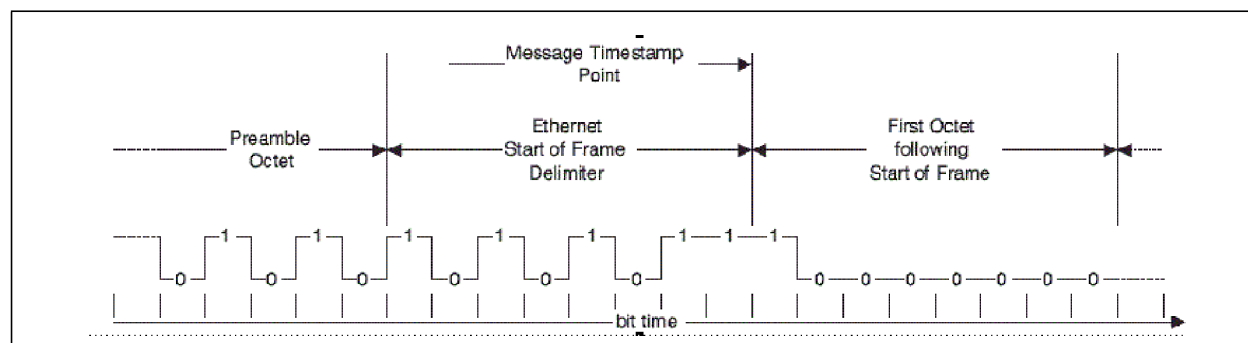 Message Timestamp
Point
Preamble
Octet
Ethernet
Start of Frame
Delimiter
First Octet
following
Start of Frame
0 1 0 1 0 1 0 1 0 1 0 1 1 1 0 0 0 0 0 0 0
bit time